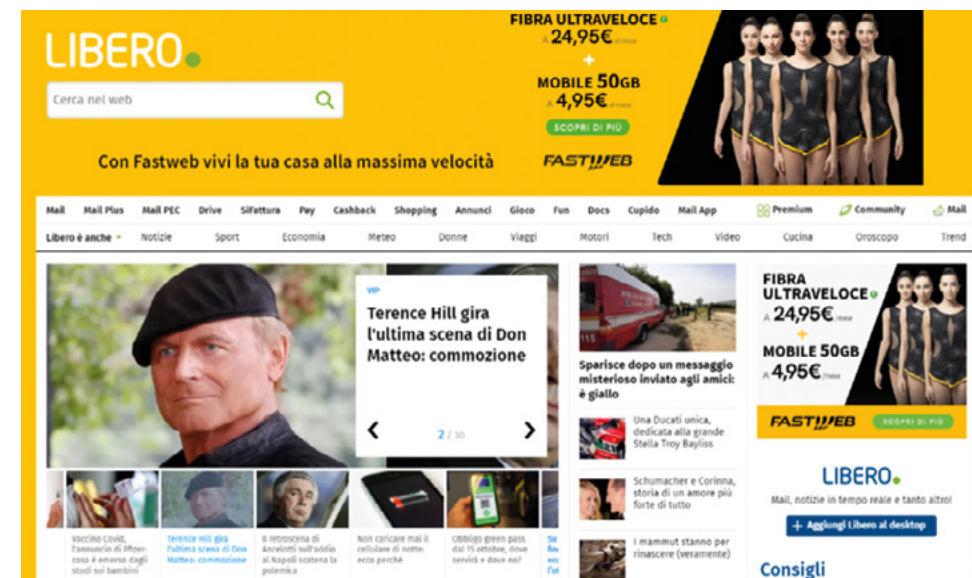 LIBERO
Cerca nel web
Con Fastweb vivi la tua casa alla massima velocità
FIBRA ULTRAVELOCE
A 24,95€ al mese
+
MOBILE 50GB
A 4,95€
SCOPRI DI PIÙ
FASTWEB
Mail Mail Plus Mail PEC Drive SiFattura Pay Cashback Shopping Annunci Gioco Fun Docs Cupido Mail App Premium Community Mail
Libero è anche Notizie Sport Economia Meteo Donne Viaggi Motori Tech Video Cucina Oroscopo Trend
VIP
Terence Hill gira
l'ultima scena di Don
Matteo: commozione
2 / 30
Vaccino Covid,
l'annuncio di Pfizer:
cosa è emerso dagli
studi sui bambini
Terence Hill gira
l'ultima scena di Don
Matteo: commozione
Il retroscena di
Ancelotti sull'addio
al Napoli scatena la
polemica
Non caricare mai il
cellulare di notte:
ecco perché
Obbligo green pass
dal 15 ottobre, dove
servirà e dove no?
115
Sparisce dopo un messaggio
misterioso inviato agli amici:
è giallo
Una Ducati unica,
dedicata alla grande
Stella Troy Bayliss
Schumacher e Corinna,
storia di un amore più
forte di tutto
I mammut stanno per
rinascere (veramente)
FIBRA
ULTRAVELOCE
A 24,95€ /mese
+
MOBILE 50GB
A 4,95€ /mese
FASTWEB SCOPRI DI PIÙ
LIBERO
Mail, notizie in tempo reale e tanto altro!
+ Aggiungi Libero al desktop
Consigli